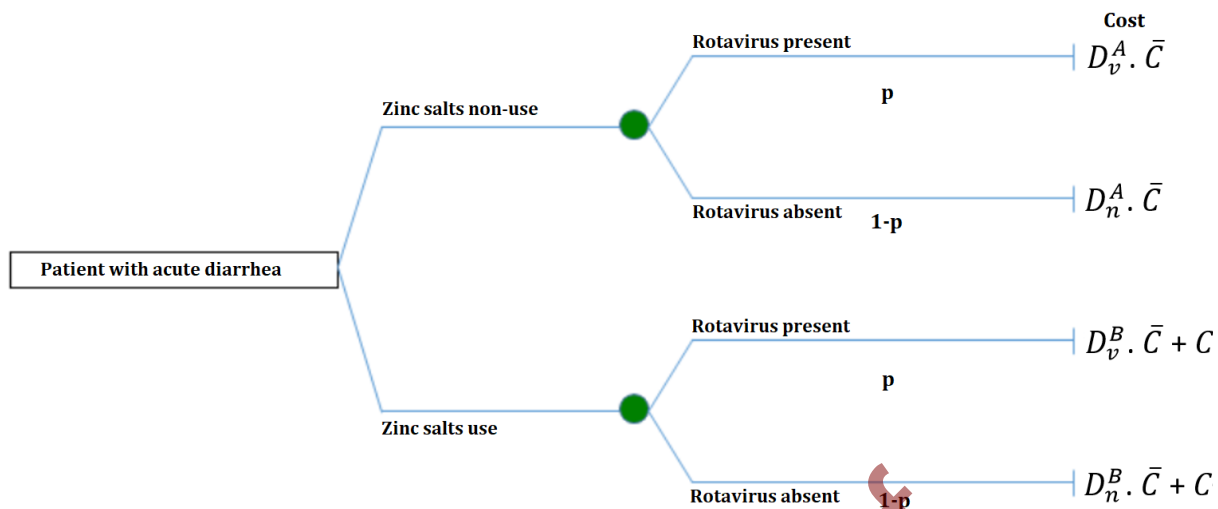 Cost
Rotavirus present
D_v^A . C̄
p
Zinc salts non-use
Rotavirus absent
D_n^A . C̄
1-p
Patient with acute diarrhea
Rotavirus present
D_v^B . C̄ + C
p
Zinc salts use
Rotavirus absent
D_n^B . C̄ + C
1-p